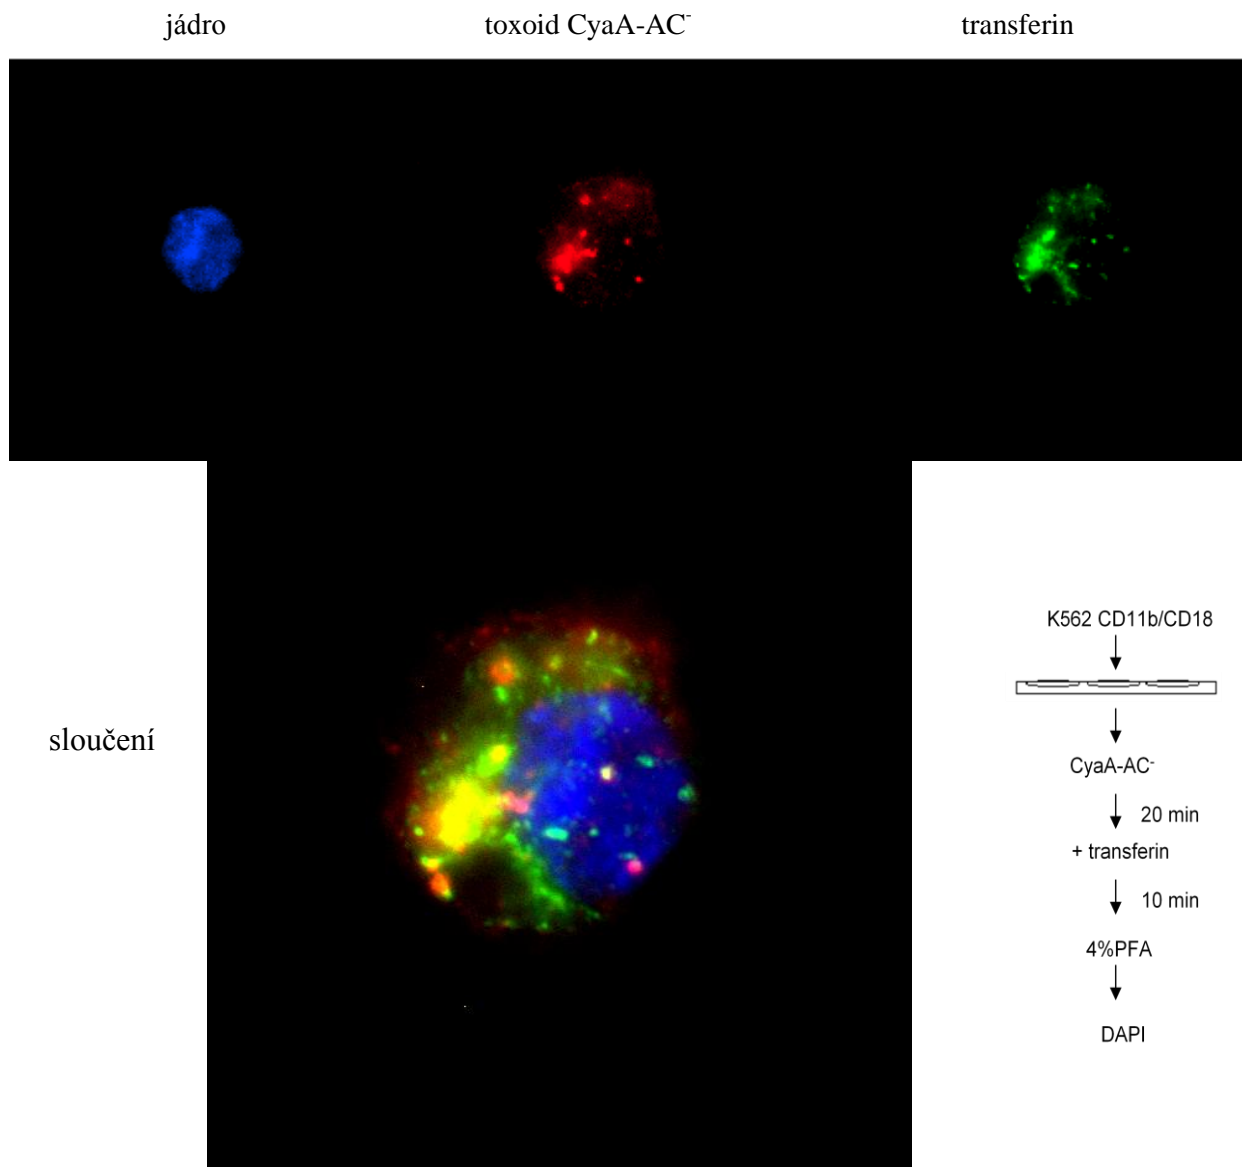 jádro
toxoid CyaA-AC⁻
transferin
sloučení
K562 CD11b/CD18
CyaA-AC⁻
20 min
+ transferin
10 min
4%PFA
DAPI